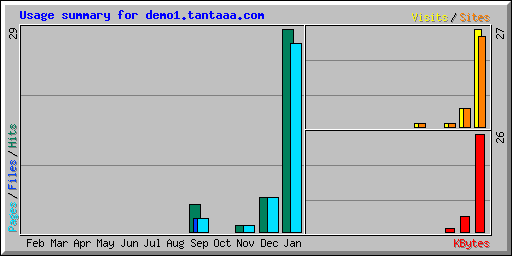 Usage summary for demo1.tantaaa.com
Visits/Sites
29
27
26
Pages/Files/Hits
Feb Mar Apr May Jun Jul Aug Sep Oct Nov Dec Jan
KBytes